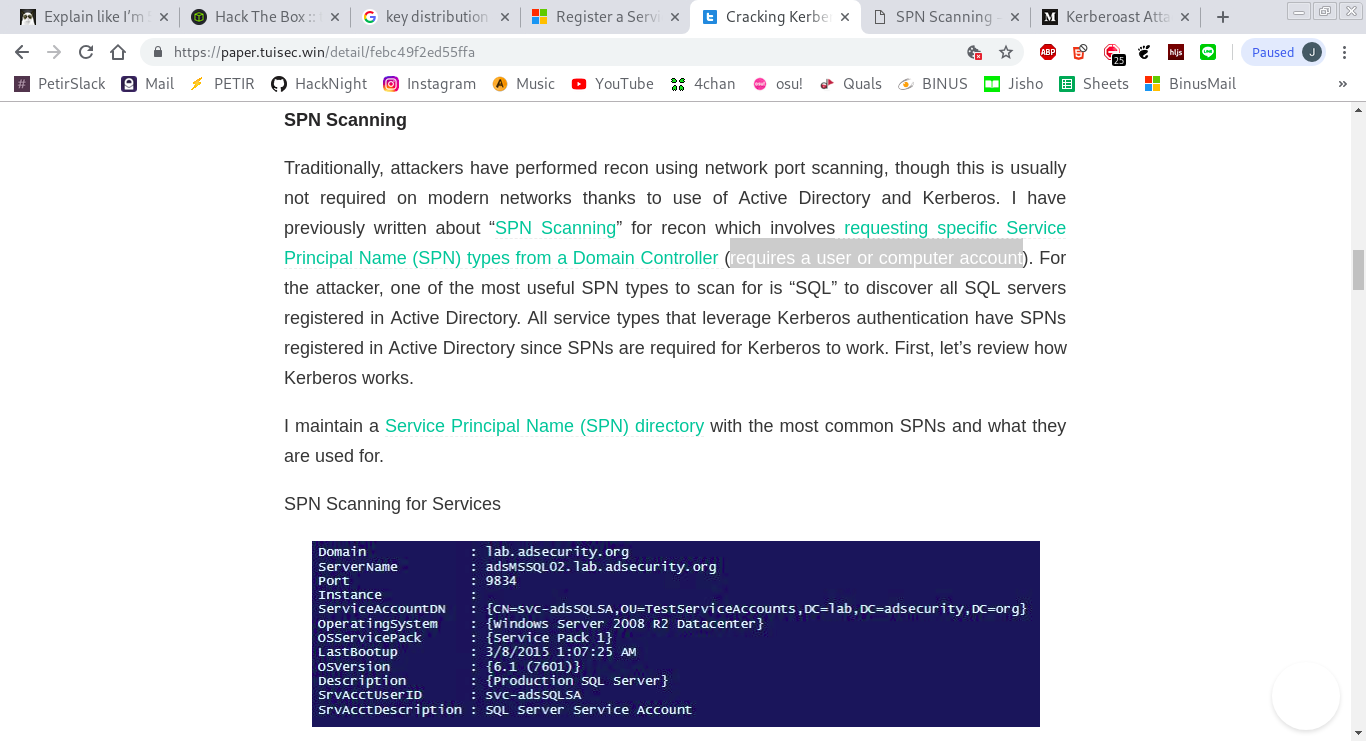 Explain like I'm
Hack The Box ::
key distribution
Register a Servi
Cracking Kerbe
SPN Scanning
Kerberoast Atta
https://paper.tuisec.win/detail/febc49f2ed55ffa
ABP
25
hljs
Paused
J
PetirSlack
Mail
PETIR
HackNight
Instagram
Music
YouTube
4chan
osu!
Quals
BINUS
Jisho
Sheets
BinusMail
»
SPN Scanning
Traditionally, attackers have performed recon using network port scanning, though this is usually
not required on modern networks thanks to use of Active Directory and Kerberos. I have
previously written about “SPN Scanning” for recon which involves requesting specific Service
Principal Name (SPN) types from a Domain Controller (requires a user or computer account). For
the attacker, one of the most useful SPN types to scan for is “SQL” to discover all SQL servers
registered in Active Directory. All service types that leverage Kerberos authentication have SPNs
registered in Active Directory since SPNs are required for Kerberos to work. First, let’s review how
Kerberos works.
I maintain a Service Principal Name (SPN) directory with the most common SPNs and what they
are used for.
SPN Scanning for Services
Domain : lab.adsecurity.org
ServerName : adsMSSQL02.lab.adsecurity.org
Port : 9834
Instance :
ServiceAccountDN : {CN=svc-adsSQLSA,OU=TestServiceAccounts,DC=lab,DC=adsecurity,DC=org}
OperatingSystem : {Windows Server 2008 R2 Datacenter}
OSServicePack : {Service Pack 1}
LastBootup : 3/8/2015 1:07:25 AM
OSVersion : {6.1 (7601)}
Description : {Production SQL Server}
SrvAcctUserID : svc-adsSQLSA
SrvAcctDescription : SQL Server Service Account